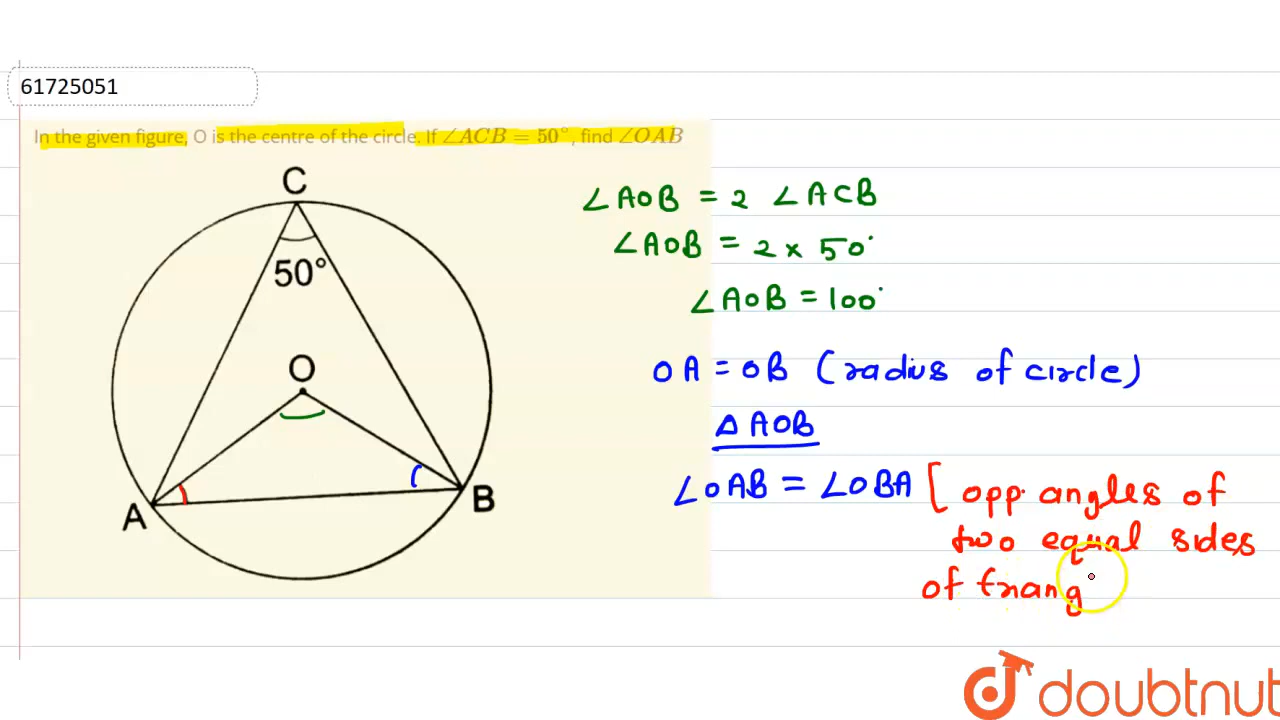 61725051
In the given figure, O is the centre of the circle. If ∠ACB = 50°, find ∠OAB
C
50°
O
A
B
∠AOB = 2 ∠ACB
∠AOB = 2 × 50°
∠AOB = 100°
OA = OB (radius of circle)
△AOB
∠OAB = ∠OBA [opp. angles of
two equal sides
of triang
doubtnut